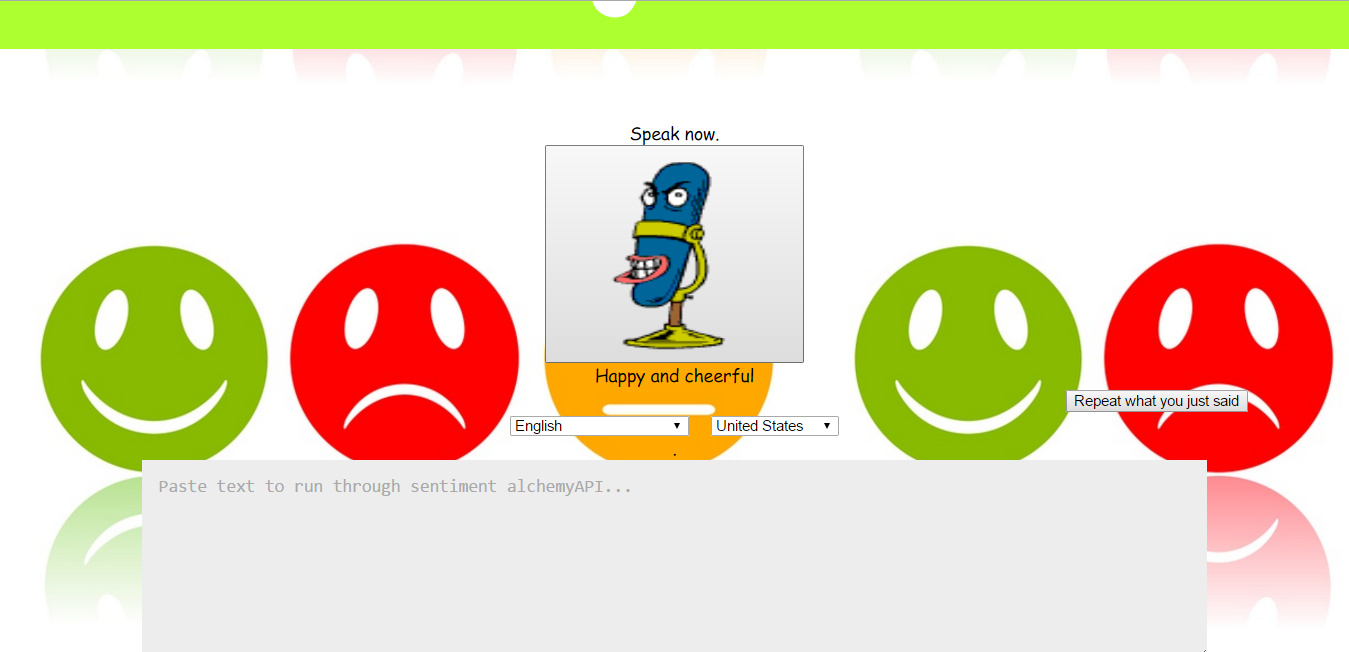 Speak now.
Happy and cheerful
Repeat what you just said
English
United States
.
Paste text to run through sentiment alchemyAPI...